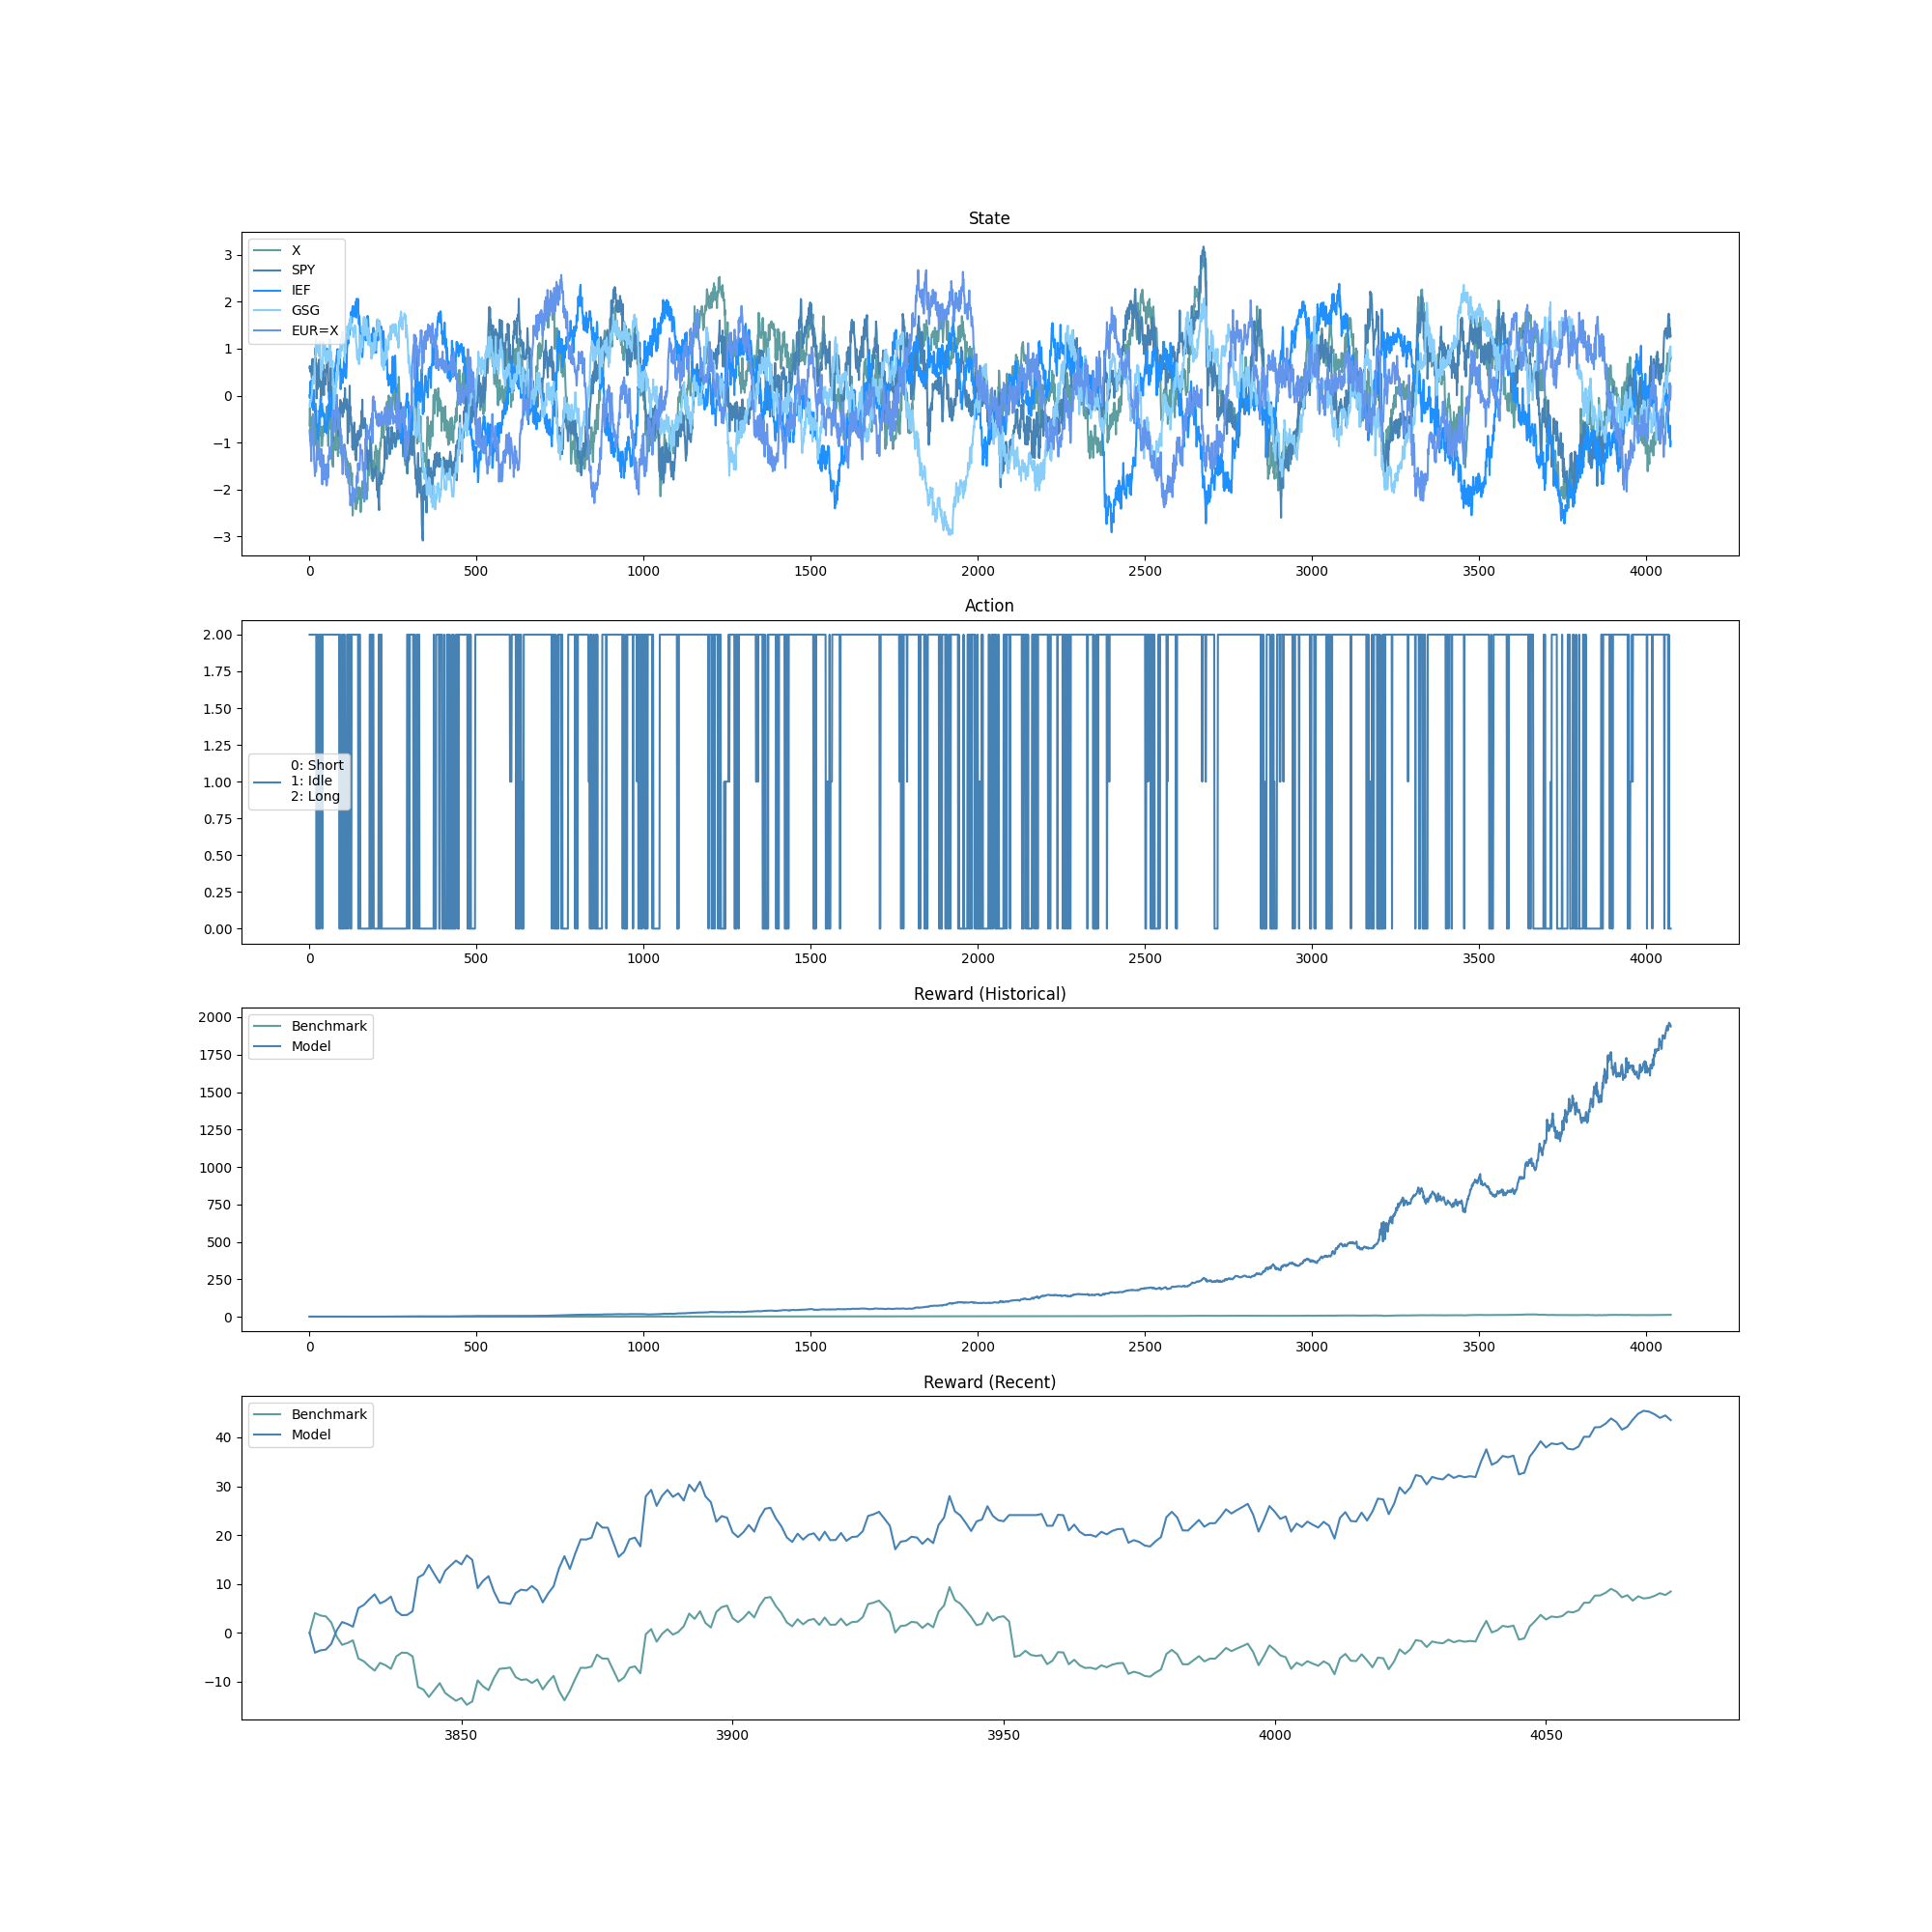 State
X
SPY
IEF
GSG
EUR=X
3
2
1
0
−1
−2
−3
0 500 1000 1500 2000 2500 3000 3500 4000
Action
2.00
1.75
1.50
1.25
1.00
0.75
0.50
0.25
0.00
0: Short
1: Idle
2: Long
0 500 1000 1500 2000 2500 3000 3500 4000
Reward (Historical)
Benchmark
Model
2000
1750
1500
1250
1000
750
500
250
0
0 500 1000 1500 2000 2500 3000 3500 4000
Reward (Recent)
Benchmark
Model
40
30
20
10
0
−10
3850 3900 3950 4000 4050